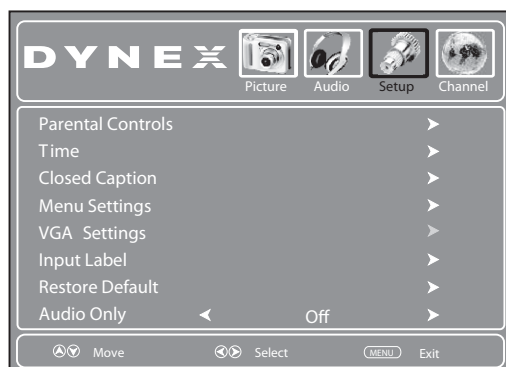 DYNEX
Picture Audio Setup Channel
Parental Controls
Time
Closed Caption
Menu Settings
VGA Settings
Input Label
Restore Default
Audio Only Off
Move Select MENU Exit